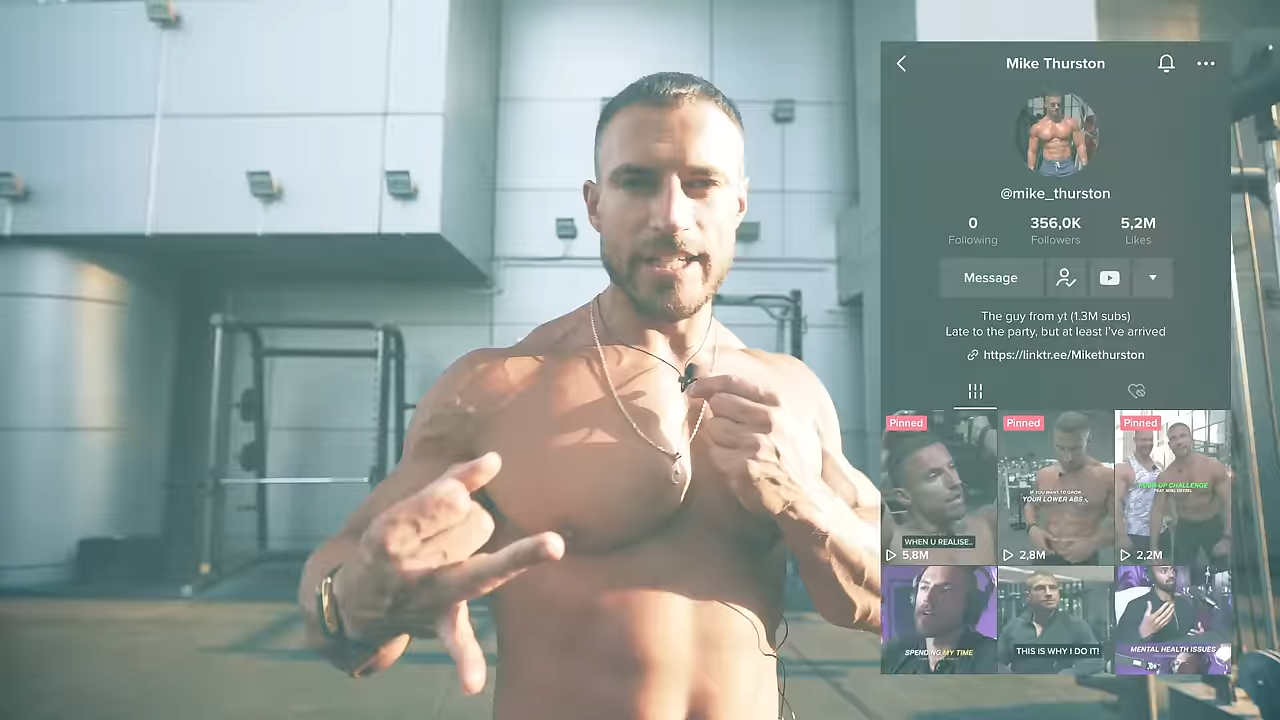 Mike Thurston
@mike_thurston
0 356,0K 5,2M
Following Followers Likes
Message
The guy from yt (1.3M subs)
Late to the party, but at least I've arrived
https://linktr.ee/Mikethurston
Pinned Pinned Pinned
IF YOU WANT TO GROW
YOUR LOWER ABS
PUSH-UP CHALLENGE
FEAT. NOEL DEYZEL
WHEN U REALISE..
5,8M 2,8M 2,2M
SPENDING MY TIME
THIS IS WHY I DO IT!
MENTAL HEALTH ISSUES